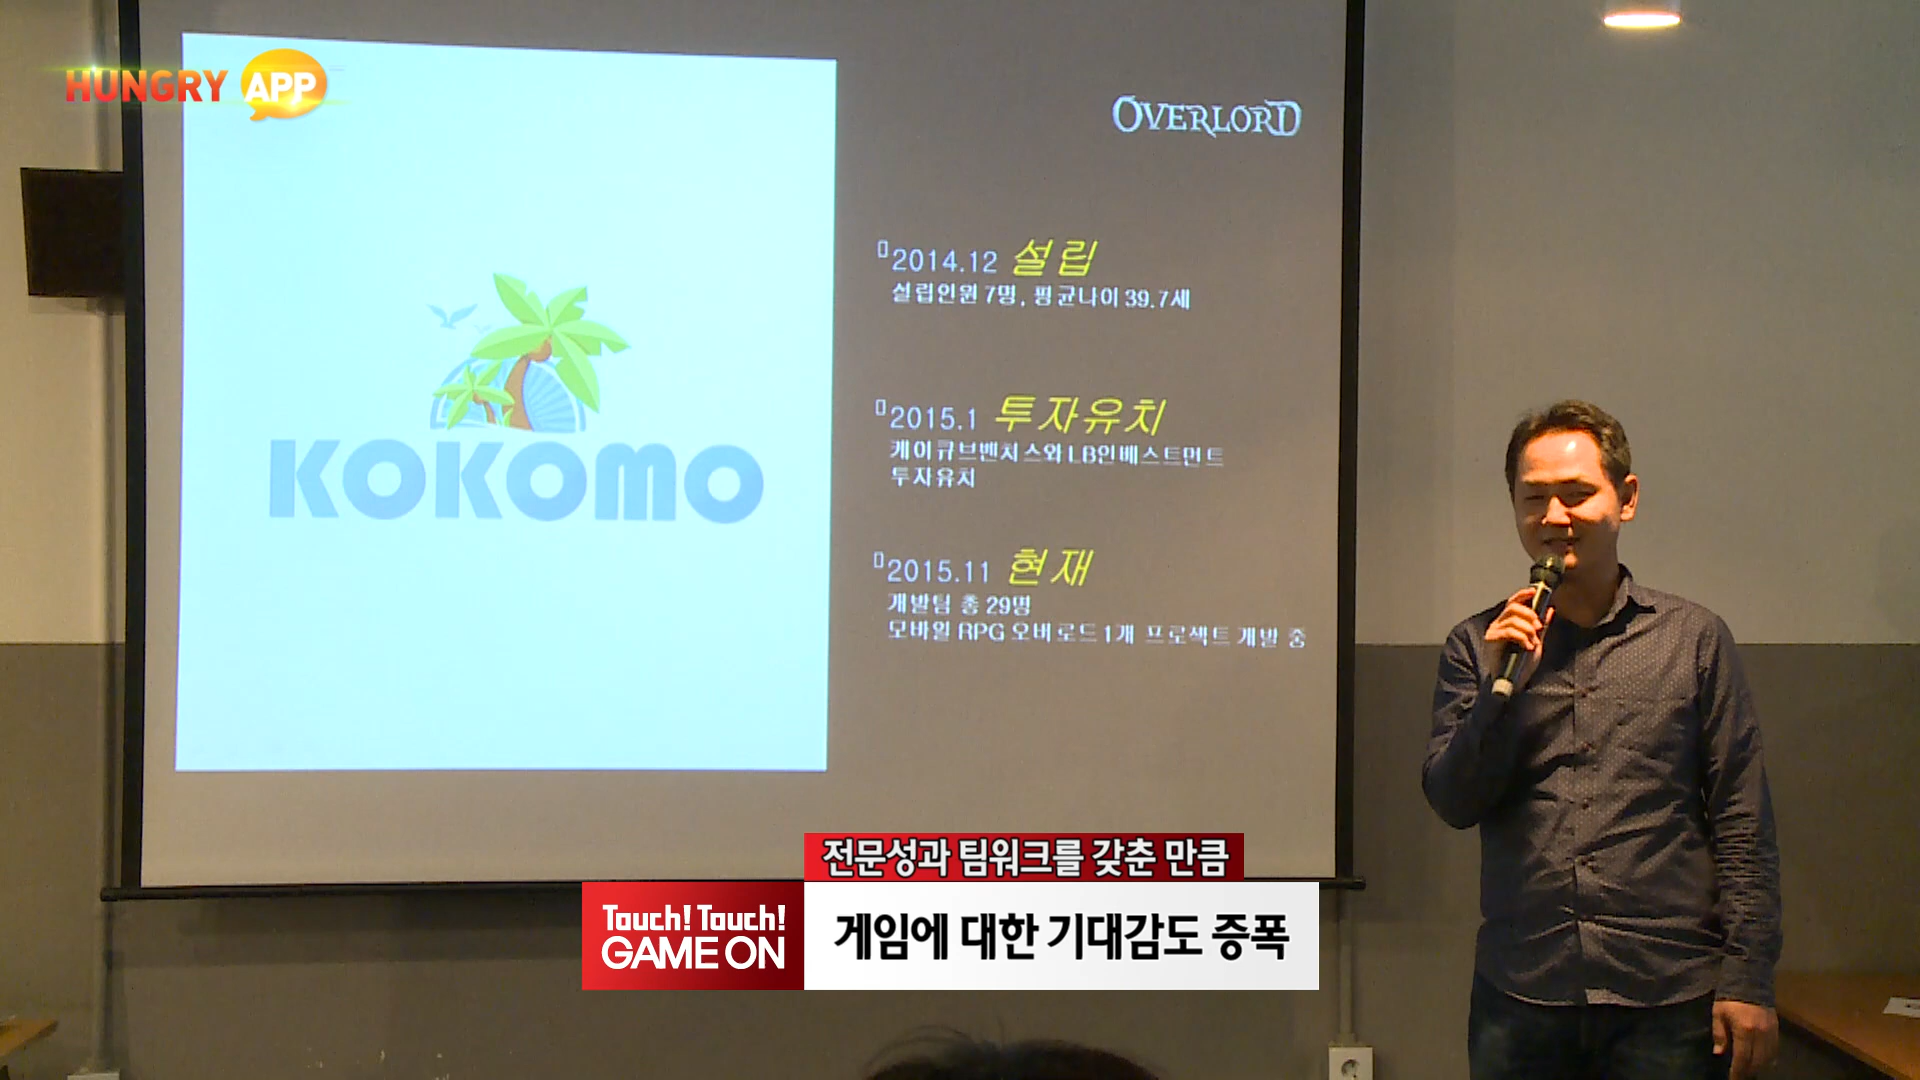 HUNGRY APP
OVERLORD
2014.12 설립
설립인원 7명, 평균나이 39.7세
KOKOMO
2015.1 투자유치
케이큐브벤처스와 LB인베스트먼트
투자유치
2015.11 현재
개발팀 총 29명
모바일 RPG 오버로드 1개 프로젝트 개발 중
전문성과 팀워크를 갖춘 만큼
Touch! Touch!
GAME ON
게임에 대한 기대감도 증폭